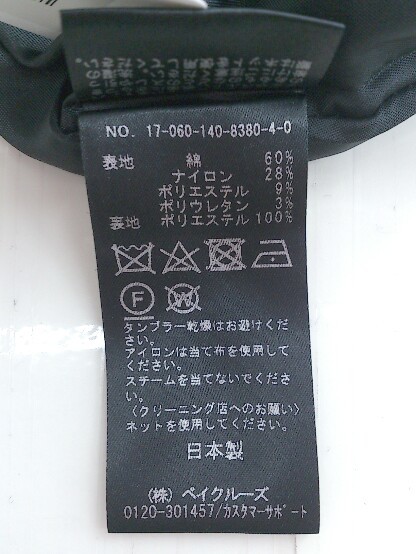 NO. 17-060-140-8380-4-0
表地 綿 60%
ナイロン 28%
ポリエステル 9%
ポリウレタン 3%
裏地 ポリエステル 100%
F W
タンブラー乾燥はお避けくだ
さい。
アイロンは当て布を使用して
ください。
スチームを当てないでくださ
い。
〈クリーニング店へのお願い〉
ネットを使用してください。
日本製
(株) ベイクルーズ
0120-301457/カスタマーサポート